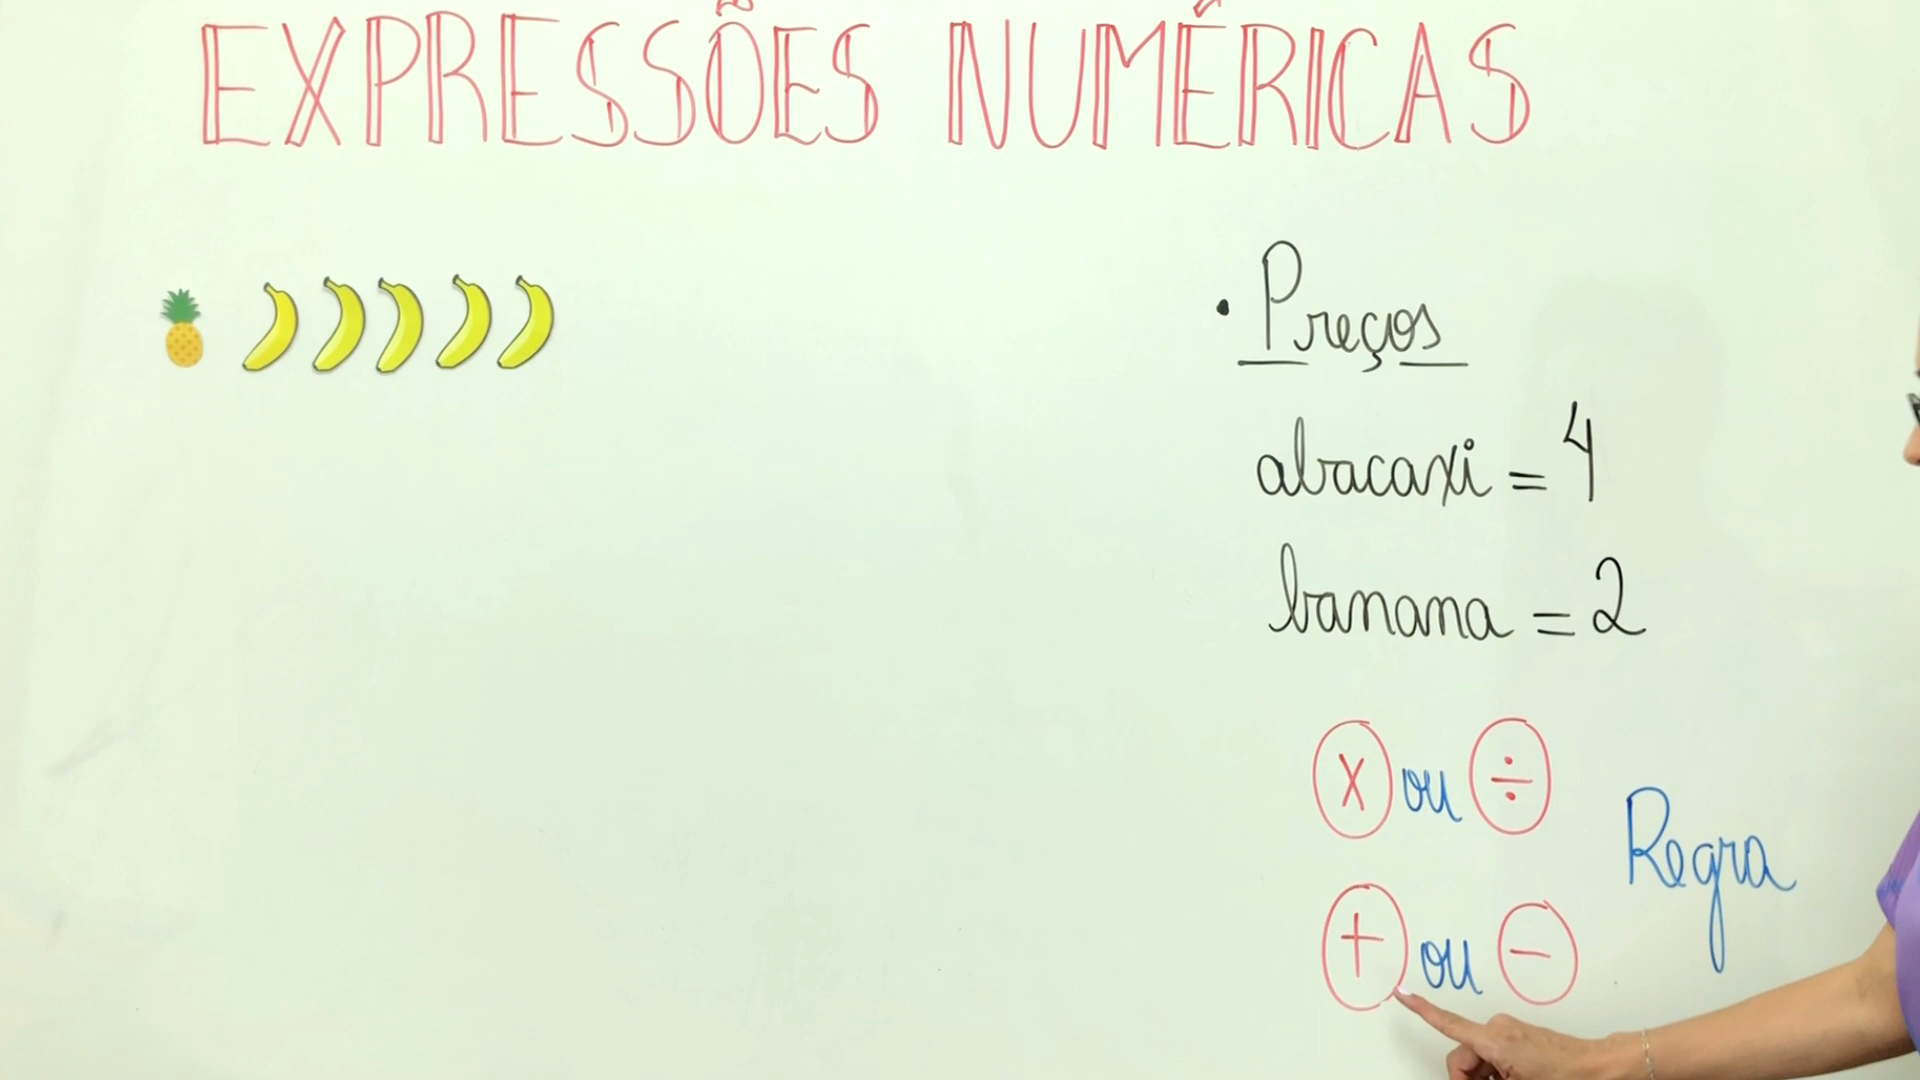 EXPRESSÕES NUMÉRICAS
• Preços
abacaxi = 4
banana = 2
x ou ÷
Regra
+ ou −